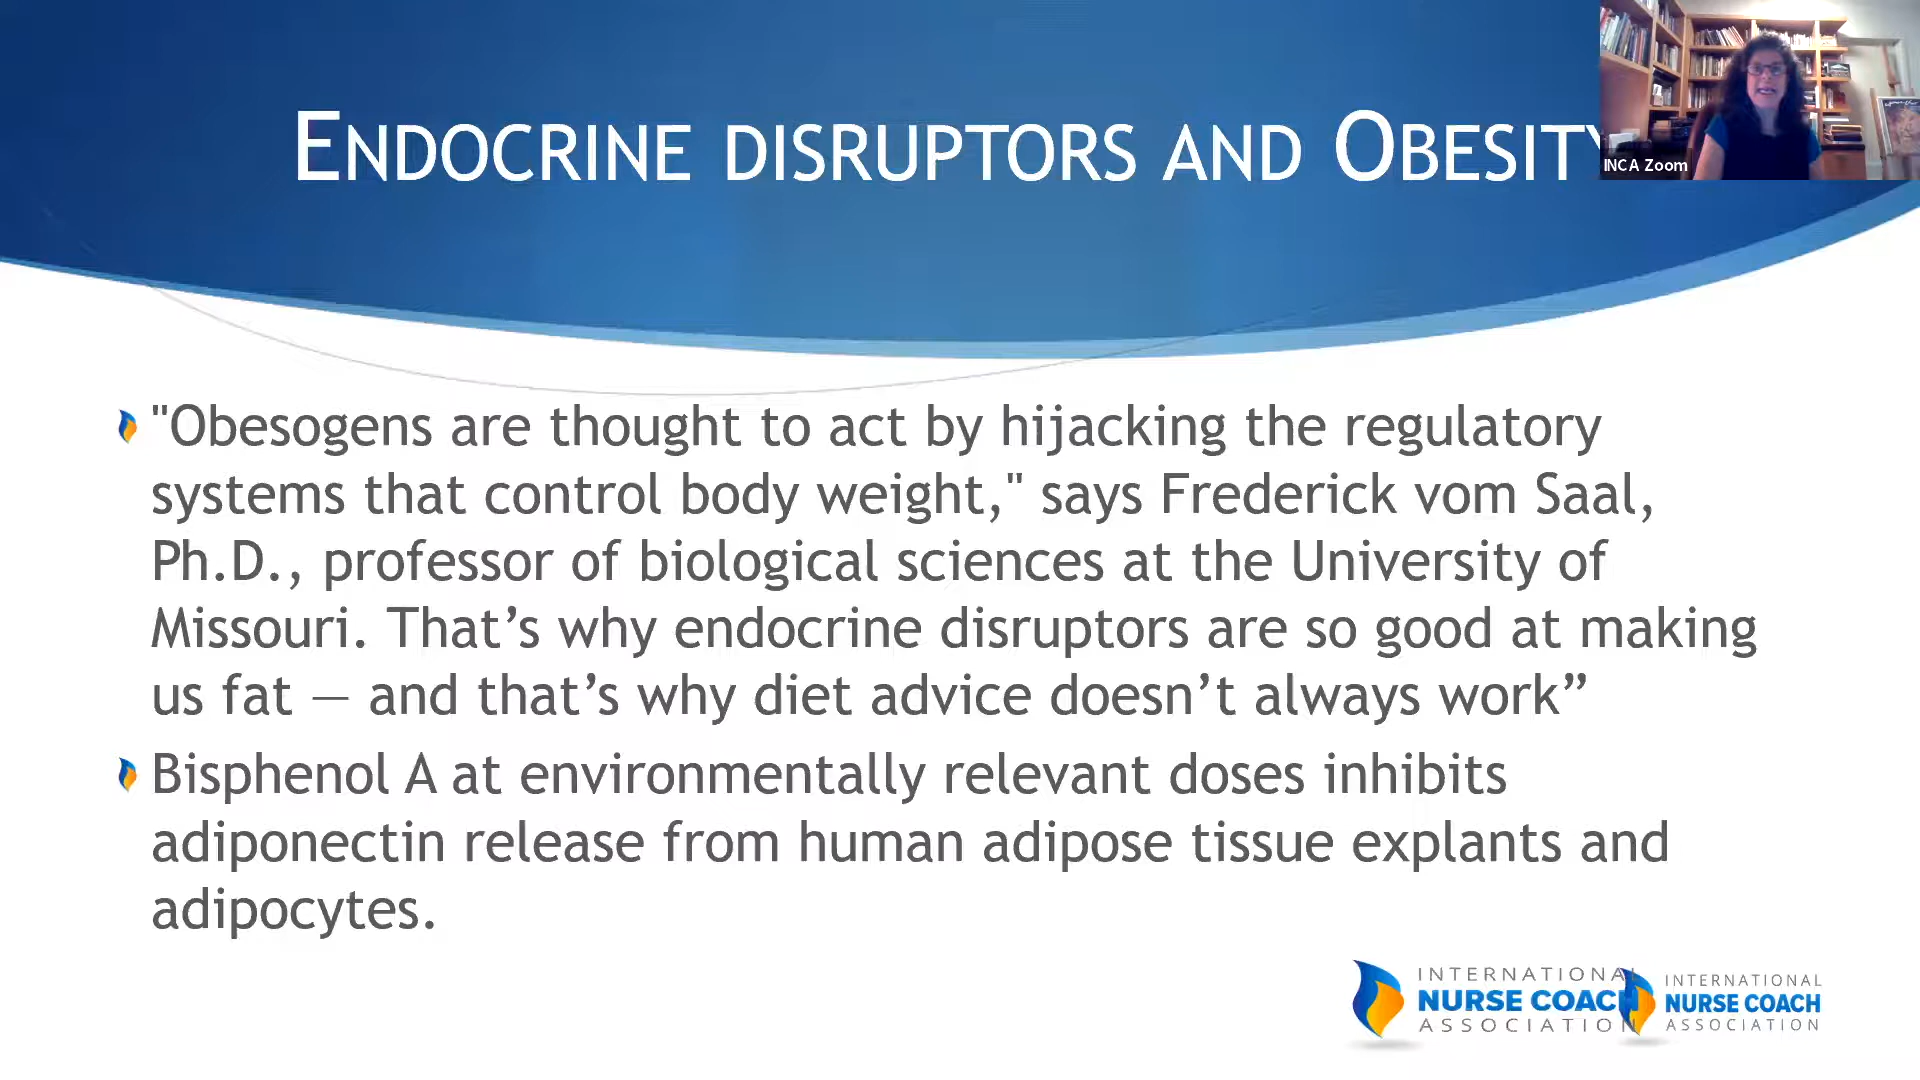 ENDOCRINE DISRUPTORS AND OBESITY
INCA Zoom
"Obesogens are thought to act by hijacking the regulatory
systems that control body weight," says Frederick vom Saal,
Ph.D., professor of biological sciences at the University of
Missouri. That’s why endocrine disruptors are so good at making
us fat — and that’s why diet advice doesn’t always work”
Bisphenol A at environmentally relevant doses inhibits
adiponectin release from human adipose tissue explants and
adipocytes.
INTERNATIONAL
NURSE COACH
ASSOCIATION
INTERNATIONAL
NURSE COACH
ASSOCIATION